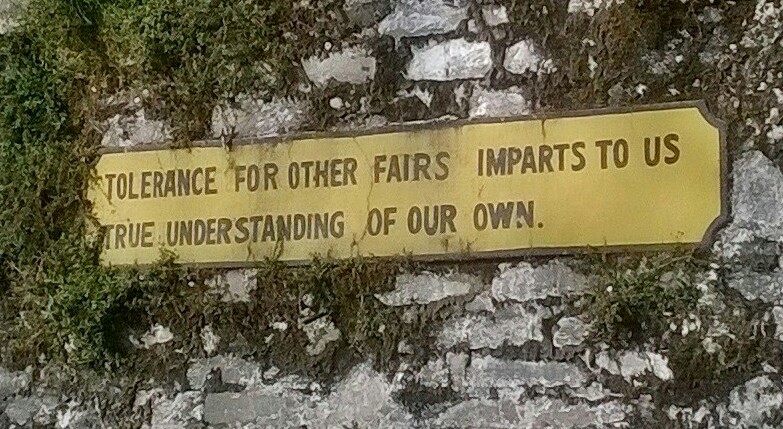 TOLERANCE FOR OTHER FAIRS IMPARTS TO US
TRUE UNDERSTANDING OF OUR OWN.